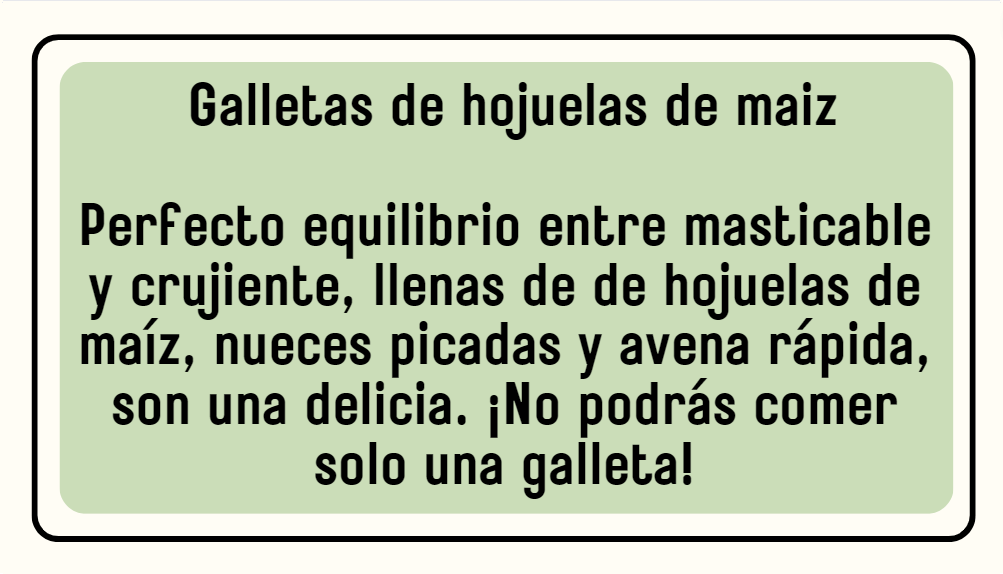 Galletas de hojuelas de maiz
Perfecto equilibrio entre masticable
y crujiente, llenas de de hojuelas de
maíz, nueces picadas y avena rápida,
son una delicia. ¡No podrás comer
solo una galleta!